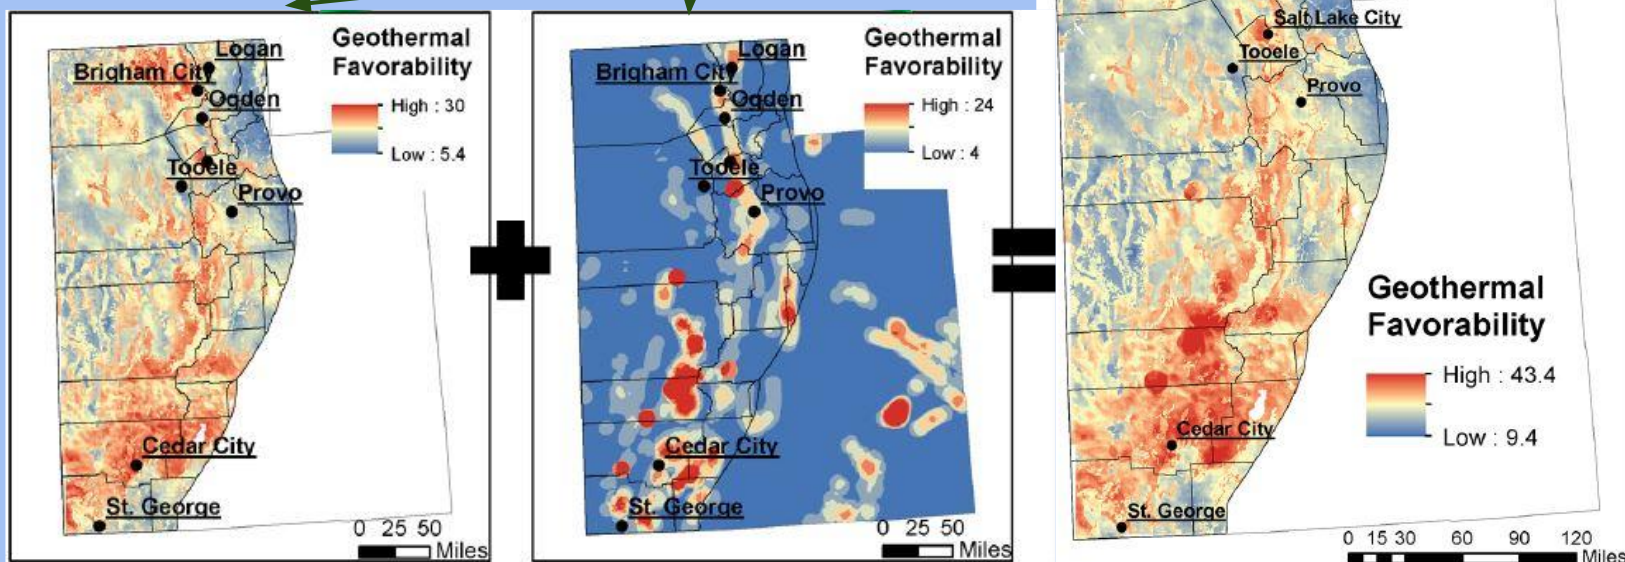 Geothermal
Favorability
High : 30
Low : 5.4
Logan
Brigham City
Ogden
Tooele
Provo
Cedar City
St. George
0 25 50
Miles
Geothermal
Favorability
High : 24
Low : 4
Logan
Brigham City
Ogden
Tooele
Provo
Cedar City
St. George
0 25 50
Miles
Salt Lake City
Tooele
Provo
Geothermal
Favorability
High : 43.4
Low : 9.4
Cedar City
St. George
0 15 30 60 90 120
Miles